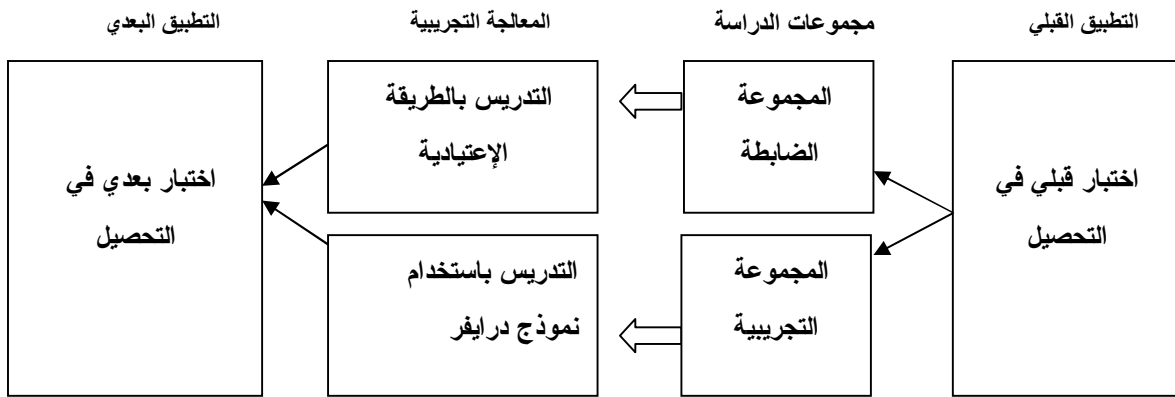 التطبيق القبلي
مجموعات الدراسة
المعالجة التجريبية
التطبيق البعدي
اختبار قبلي في
التحصيل
المجموعة
الضابطة
التدريس بالطريقة
الإعتيادية
المجموعة
التجريبية
التدريس باستخدام
نموذج درايفر
اختبار بعدي في
التحصيل